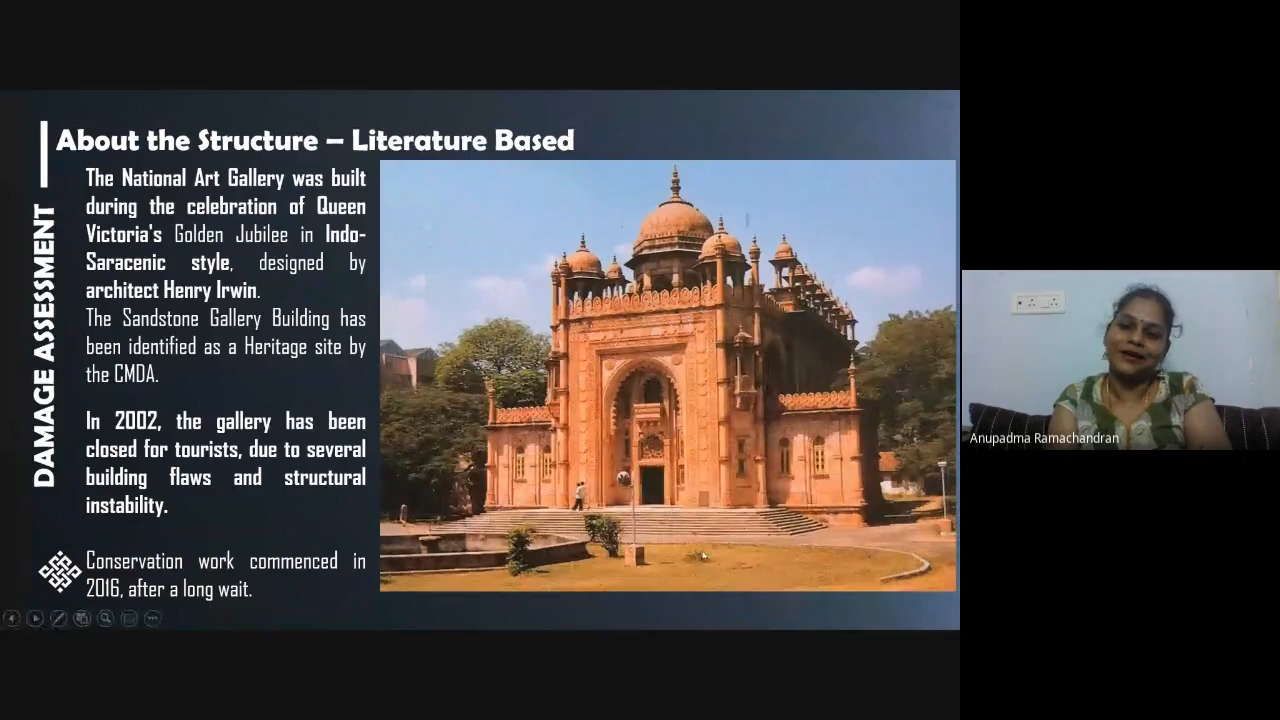 About the Structure – Literature Based
DAMAGE ASSESSMENT
The National Art Gallery was built
during the celebration of Queen
Victoria's Golden Jubilee in Indo-
Saracenic style, designed by
architect Henry Irwin.
The Sandstone Gallery Building has
been identified as a Heritage site by
the CMDA.
In 2002, the gallery has been
closed for tourists, due to several
building flaws and structural
instability.
Conservation work commenced in
2016, after a long wait.
Anupadma Ramachandran